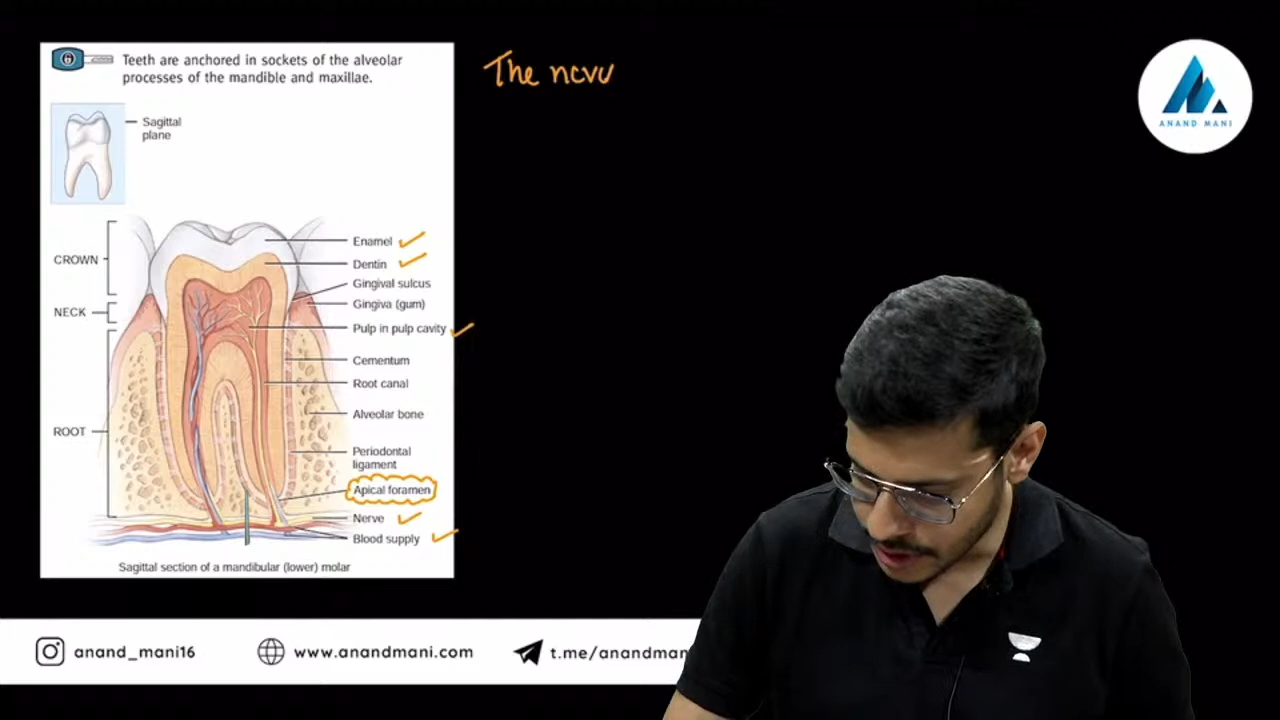 Teeth are anchored in sockets of the alveolar
processes of the mandible and maxillae.
The
ANAND MANI
Sagittal
plane
CROWN
NECK
ROOT
Enamel
Dentin
Gingival sulcus
Gingiva (gum)
Pulp in pulp cavity
Cementum
Root canal
Alveolar bone
Periodontal
ligament
Apical foramen
Nerve
Blood supply
Sagittal section of a mandibular (lower) molar
anand_mani16
www.anandmani.com
t.me/anandman